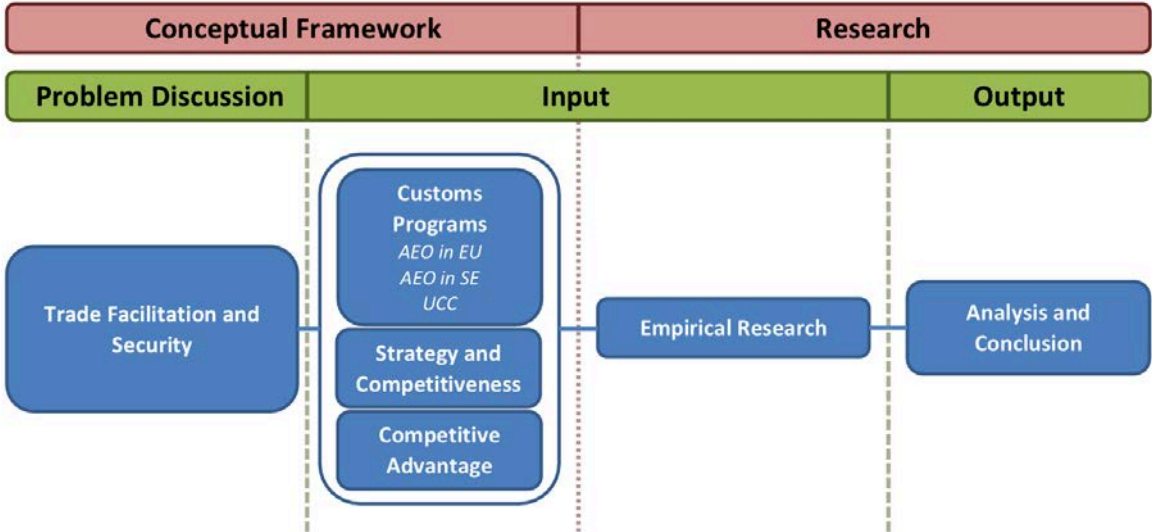 Conceptual Framework
Research
Problem Discussion
Input
Output
Trade Facilitation and
Security
Customs
Programs
AEO in EU
AEO in SE
UCC
Strategy and
Competitiveness
Competitive
Advantage
Empirical Research
Analysis and
Conclusion